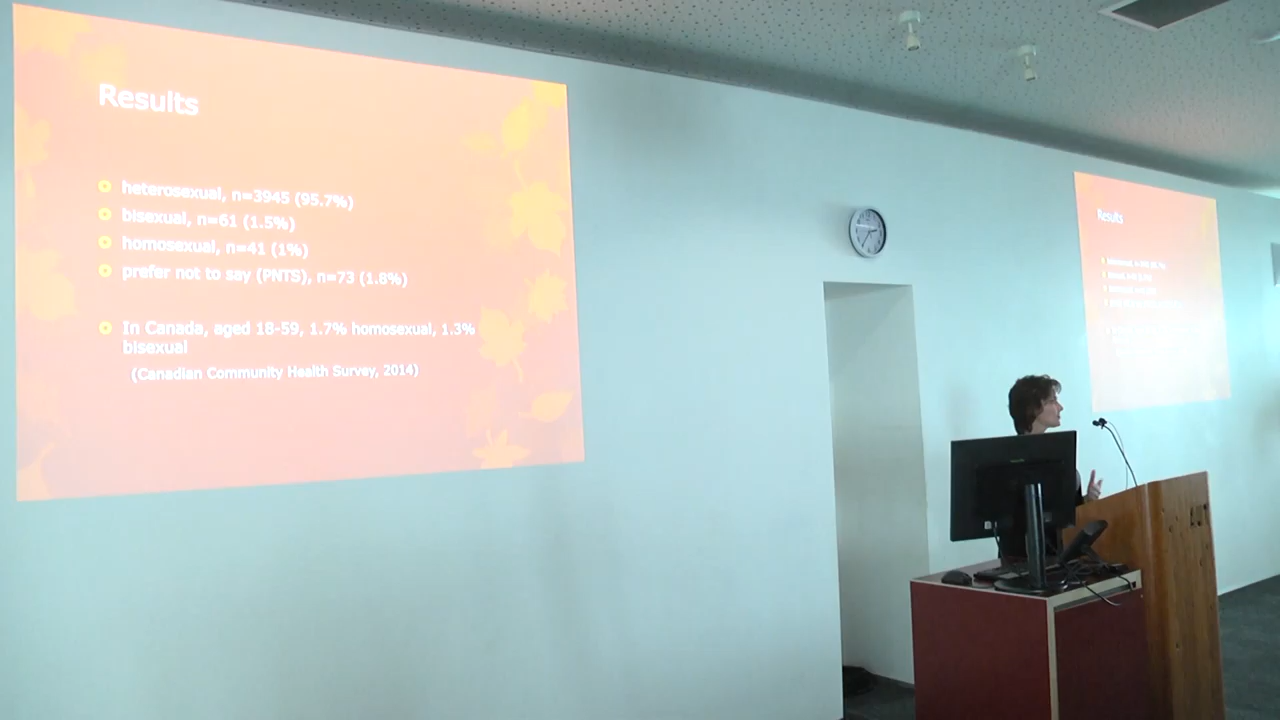 Results
heterosexual, n=3945 (95.7%)
bisexual, n=61 (1.5%)
homosexual, n=41 (1%)
prefer not to say (PNTS), n=73 (1.8%)
In Canada, aged 18-59, 1.7% homosexual, 1.3%
bisexual
(Canadian Community Health Survey, 2014)
Results